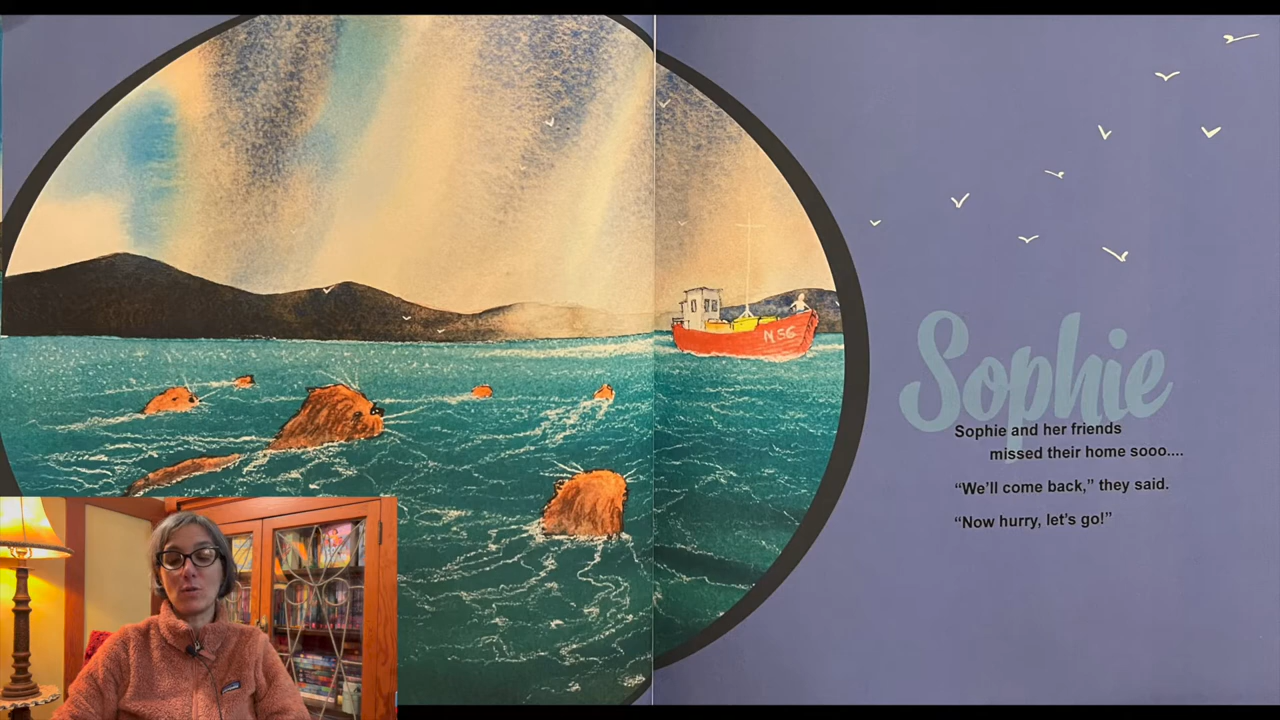 N56
Sophie
Sophie and her friends
missed their home sooo....
“We’ll come back,” they said.
“Now hurry, let’s go!”